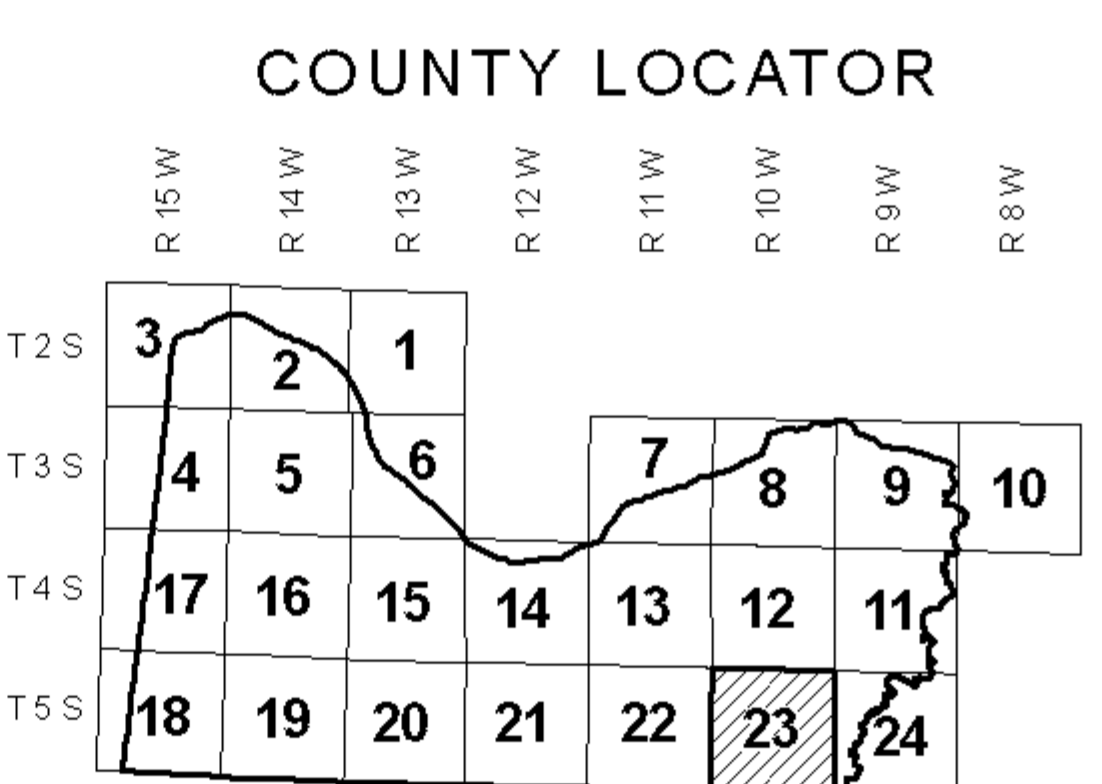 COUNTY LOCATOR
R 15 W R 14 W R 13 W R 12 W R 11 W R 10 W R 9 W R 8 W
T 2 S 3 2 1
T 3 S 4 5 6 7 8 9 10
T 4 S 17 16 15 14 13 12 11
T 5 S 18 19 20 21 22 23 24